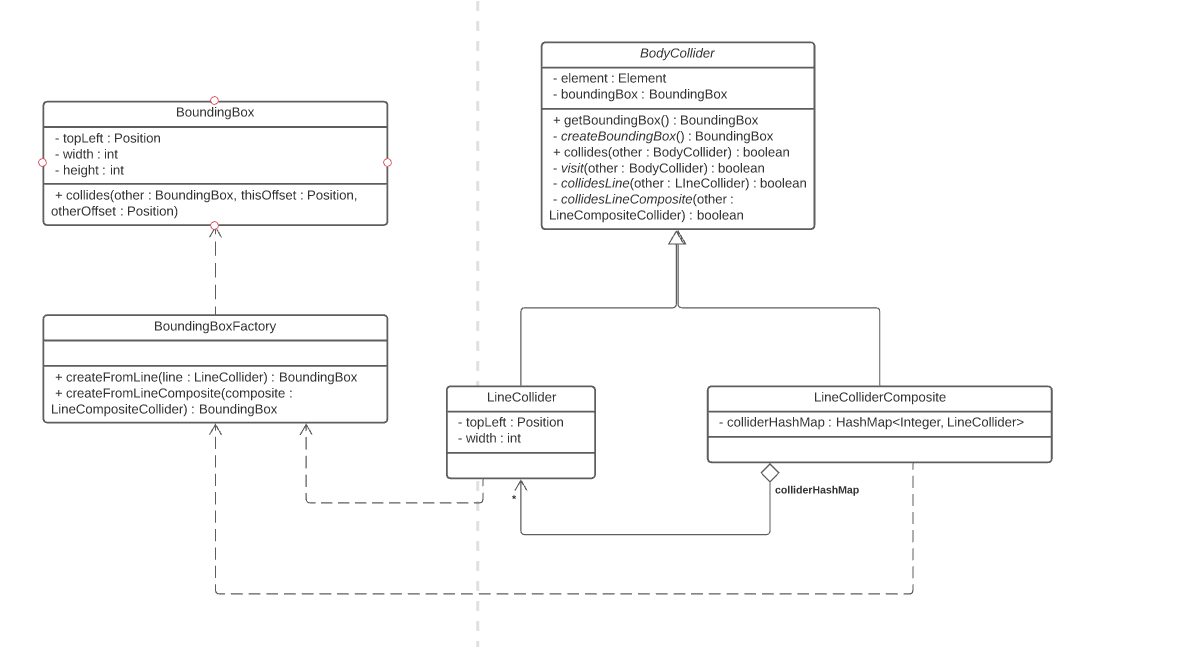 BodyCollider
- element : Element
- boundingBox : BoundingBox
+ getBoundingBox() : BoundingBox
- createBoundingBox() : BoundingBox
+ collides(other : BodyCollider) : boolean
- visit(other : BodyCollider) : boolean
- collidesLine(other : LIneCollider) : boolean
- collidesLineComposite(other :
LineCompositeCollider) : boolean
BoundingBox
- topLeft : Position
- width : int
- height : int
+ collides(other : BoundingBox, thisOffset : Position,
otherOffset : Position)
BoundingBoxFactory
+ createFromLine(line : LineCollider) : BoundingBox
+ createFromLineComposite(composite :
LineCompositeCollider) : BoundingBox
LineCollider
- topLeft : Position
- width : int
LineColliderComposite
- colliderHashMap : HashMap<Integer, LineCollider>
*
colliderHashMap